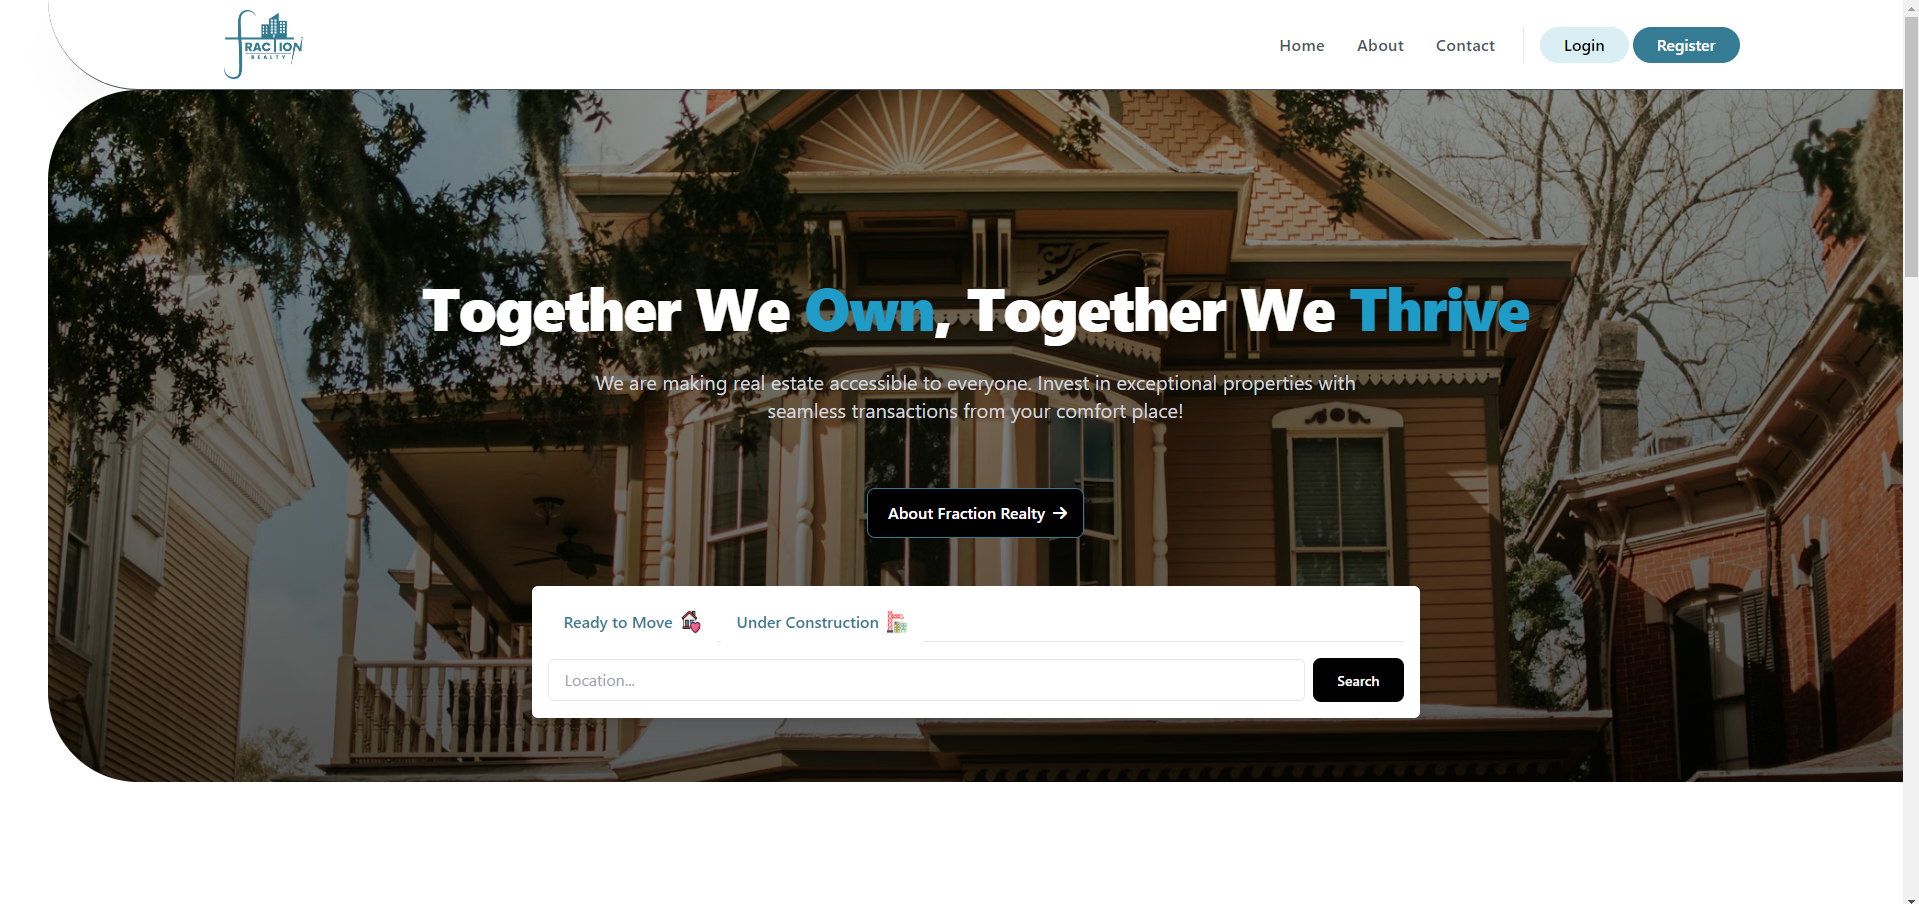 FRACTION
REALTY
Home About Contact Login Register
Together We Own, Together We Thrive
We are making real estate accessible to everyone. Invest in exceptional properties with
seamless transactions from your comfort place!
About Fraction Realty
Ready to Move Under Construction
Location...
Search